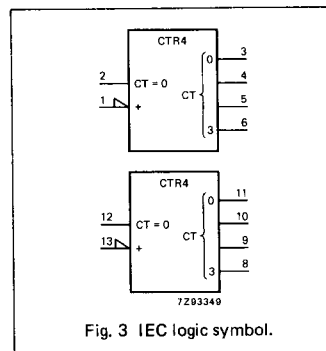 CTR4
0 3
2 CT = 0 4
CT
1 + 5
3 6
CTR4
0 11
12 CT = 0 10
CT
13 + 9
3 8
7Z93349
Fig. 3 IEC logic symbol.